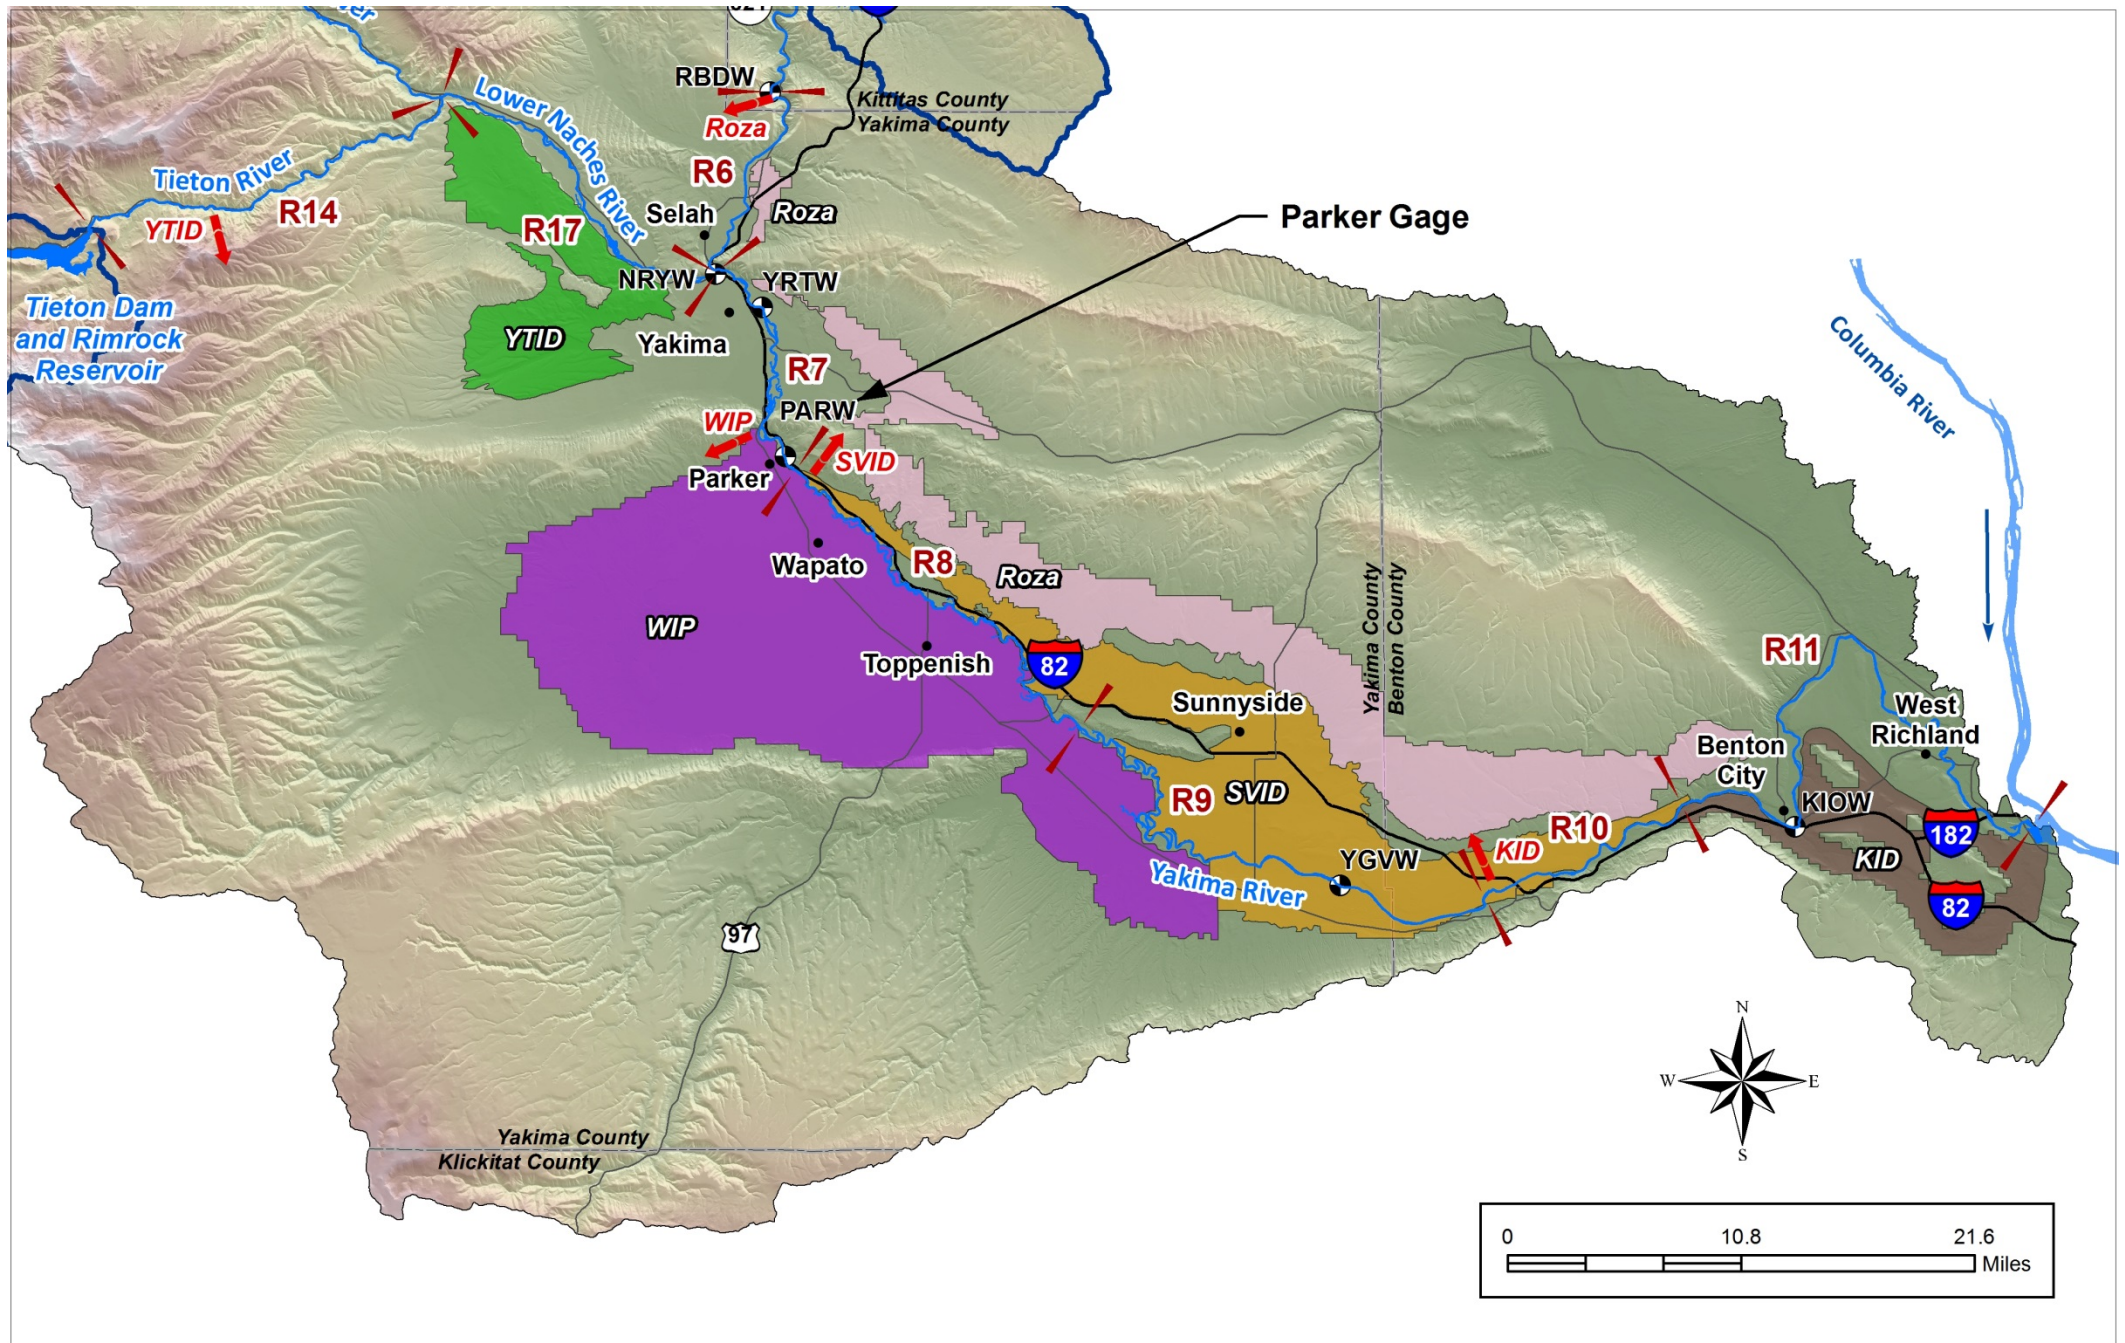 ver
821
RBDW
Kittitas County
Yakima County
Roza
Lower Naches River
R6
Tieton River
R14
YTID
R17
Selah
Roza
Parker Gage
NRYW
YRTW
Tieton Dam
and Rimrock
Reservoir
YTID
Yakima
R7
Columbia River
PARW
WIP
SVID
Parker
Wapato
R8
Roza
WIP
Yakima County
Benton County
Toppenish
82
R11
Sunnyside
West
Richland
Benton
City
R9
SVID
KIOW
R10
182
YGVW
KID
KID
Yakima River
82
97
N
W
E
S
Yakima County
Klickitat County
0
10.8
21.6
Miles